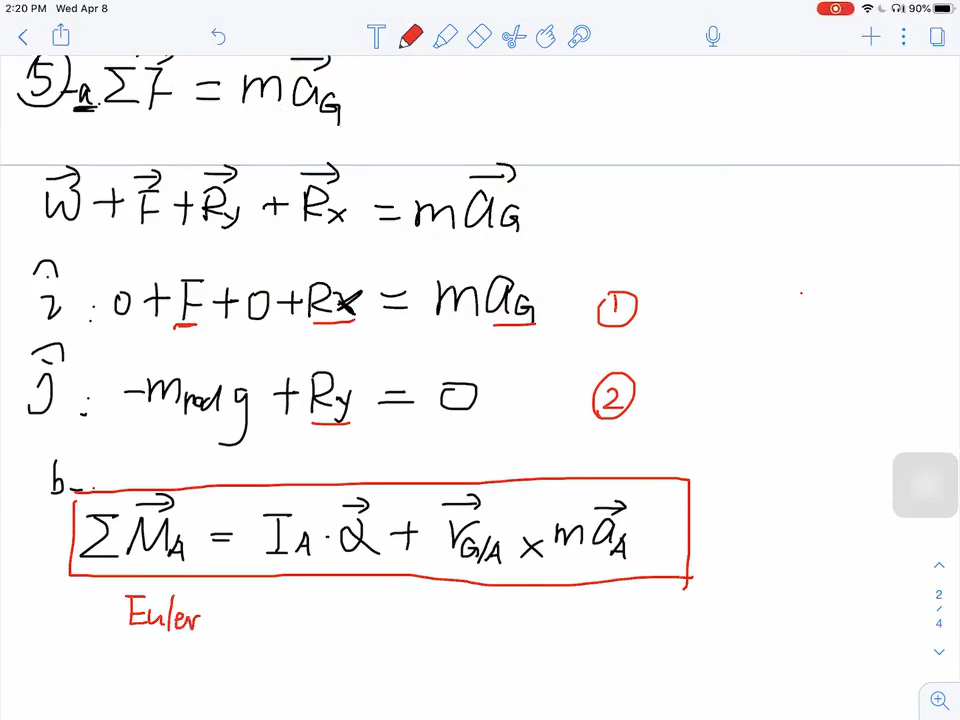 2:20 PM Wed Apr 8 90%
5)-a. ΣF⃗ = ma⃗G
W⃗ + F⃗ + R⃗y + R⃗x = ma⃗G
î : 0 + F + 0 + Rx = maG ①
ĵ : -mrod g + Ry = 0 ②
b-.
ΣM⃗A = IA · α⃗ + r⃗G/A × ma⃗A
Euler
2
/
4